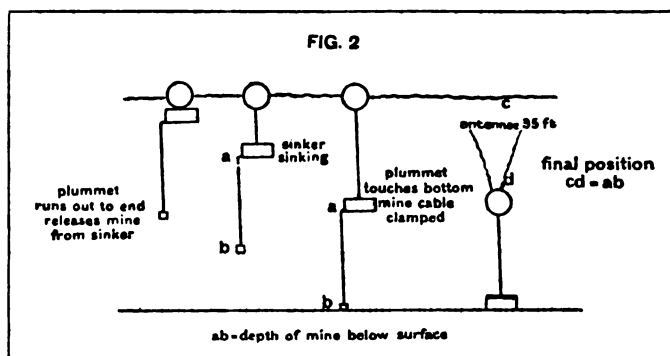 FIG. 2
plummet
runs out to end
releases mine
from sinker
a
sinker
sinking
b
plummet
touches bottom
mine cable
clamped
a
b
c
antennae 35 ft
d
final position
cd = ab
ab = depth of mine below surface